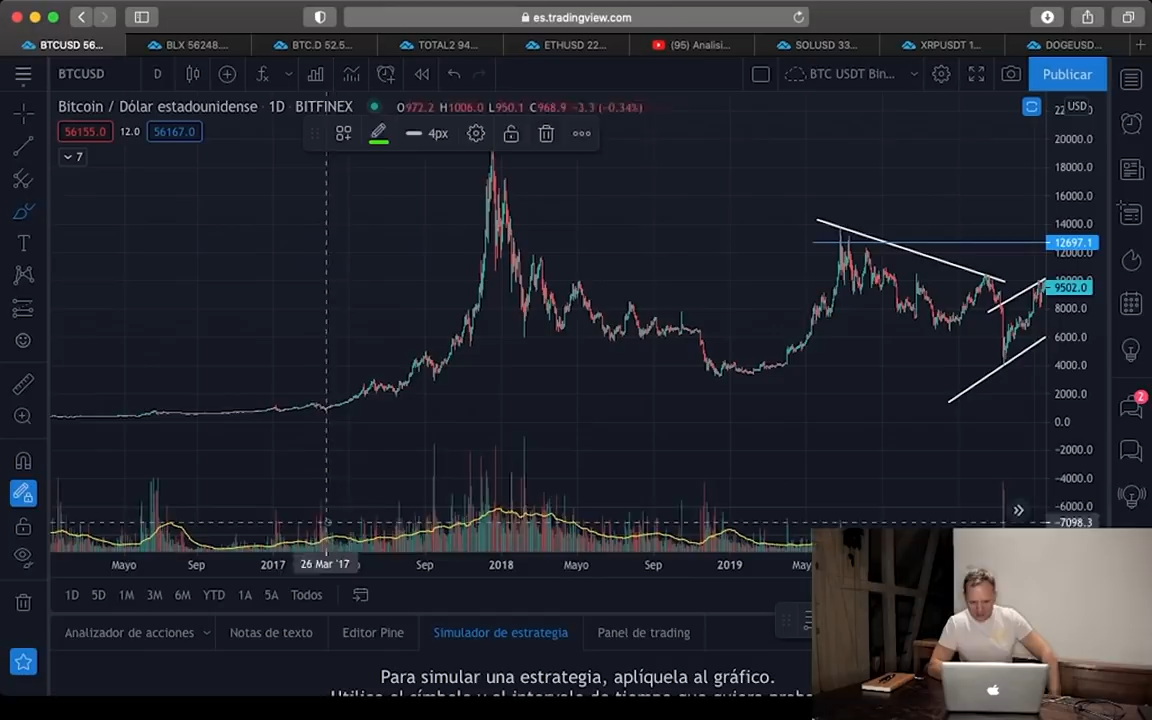 es.tradingview.com
BTCUSD 56...
BLX 56248....
BTC.D 52.5...
TOTAL2 94...
ETHUSD 22...
(95) Analisi...
SOLUSD 33...
XRPUSDT 1...
DOGEUSD...
BTCUSD
D
BTC USDT Bin...
Publicar
Bitcoin / Dólar estadounidense · 1D · BITFINEX
O972.2 H1006.0 L950.1 C968.9 −3.3 (−0.34%)
USD
56155.0
12.0
56167.0
4px
7
20000.0
18000.0
16000.0
14000.0
12697.1
12000.0
9502.0
8000.0
6000.0
4000.0
2000.0
0.0
−2000.0
−4000.0
−6000.0
−7098.3
2
Mayo
Sep
2017
26 Mar '17
Sep
2018
Mayo
Sep
2019
1D
5D
1M
3M
6M
YTD
1A
5A
Todos
Analizador de acciones
Notas de texto
Editor Pine
Simulador de estrategia
Panel de trading
Para simular una estrategia, aplíquela al gráfico.